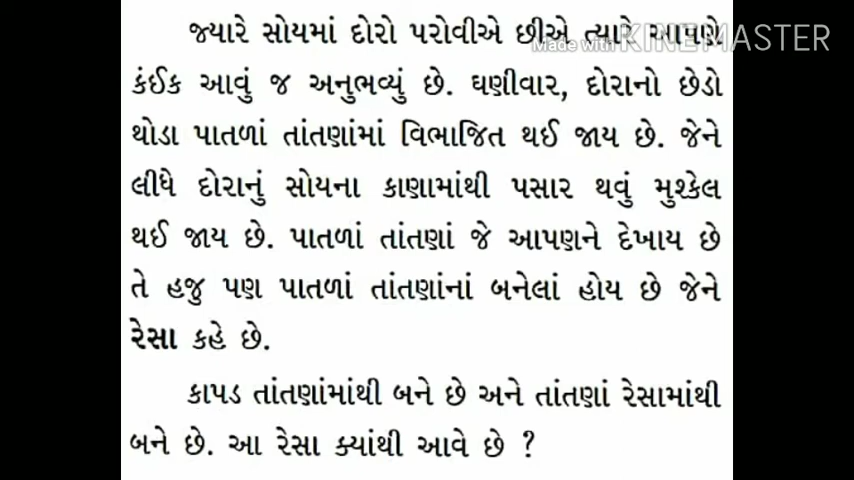 જ્યારે સોયમાં દોરો પરોવીએ છીએ ત્યારે આપણે
Made with KINEMASTER
કંઈક આવું જ અનુભવ્યું છે. ઘણીવાર, દોરાનો છેડો
થોડા પાતળાં તાંતણાંમાં વિભાજિત થઈ જાય છે. જેને
લીધે દોરાનું સોયના કાણામાંથી પસાર થવું મુશ્કેલ
થઈ જાય છે. પાતળાં તાંતણાં જે આપણને દેખાય છે
તે હજુ પણ પાતળાં તાંતણાંનાં બનેલાં હોય છે જેને
રેસા કહે છે.
કાપડ તાંતણાંમાંથી બને છે અને તાંતણાં રેસામાંથી
બને છે. આ રેસા ક્યાંથી આવે છે ?